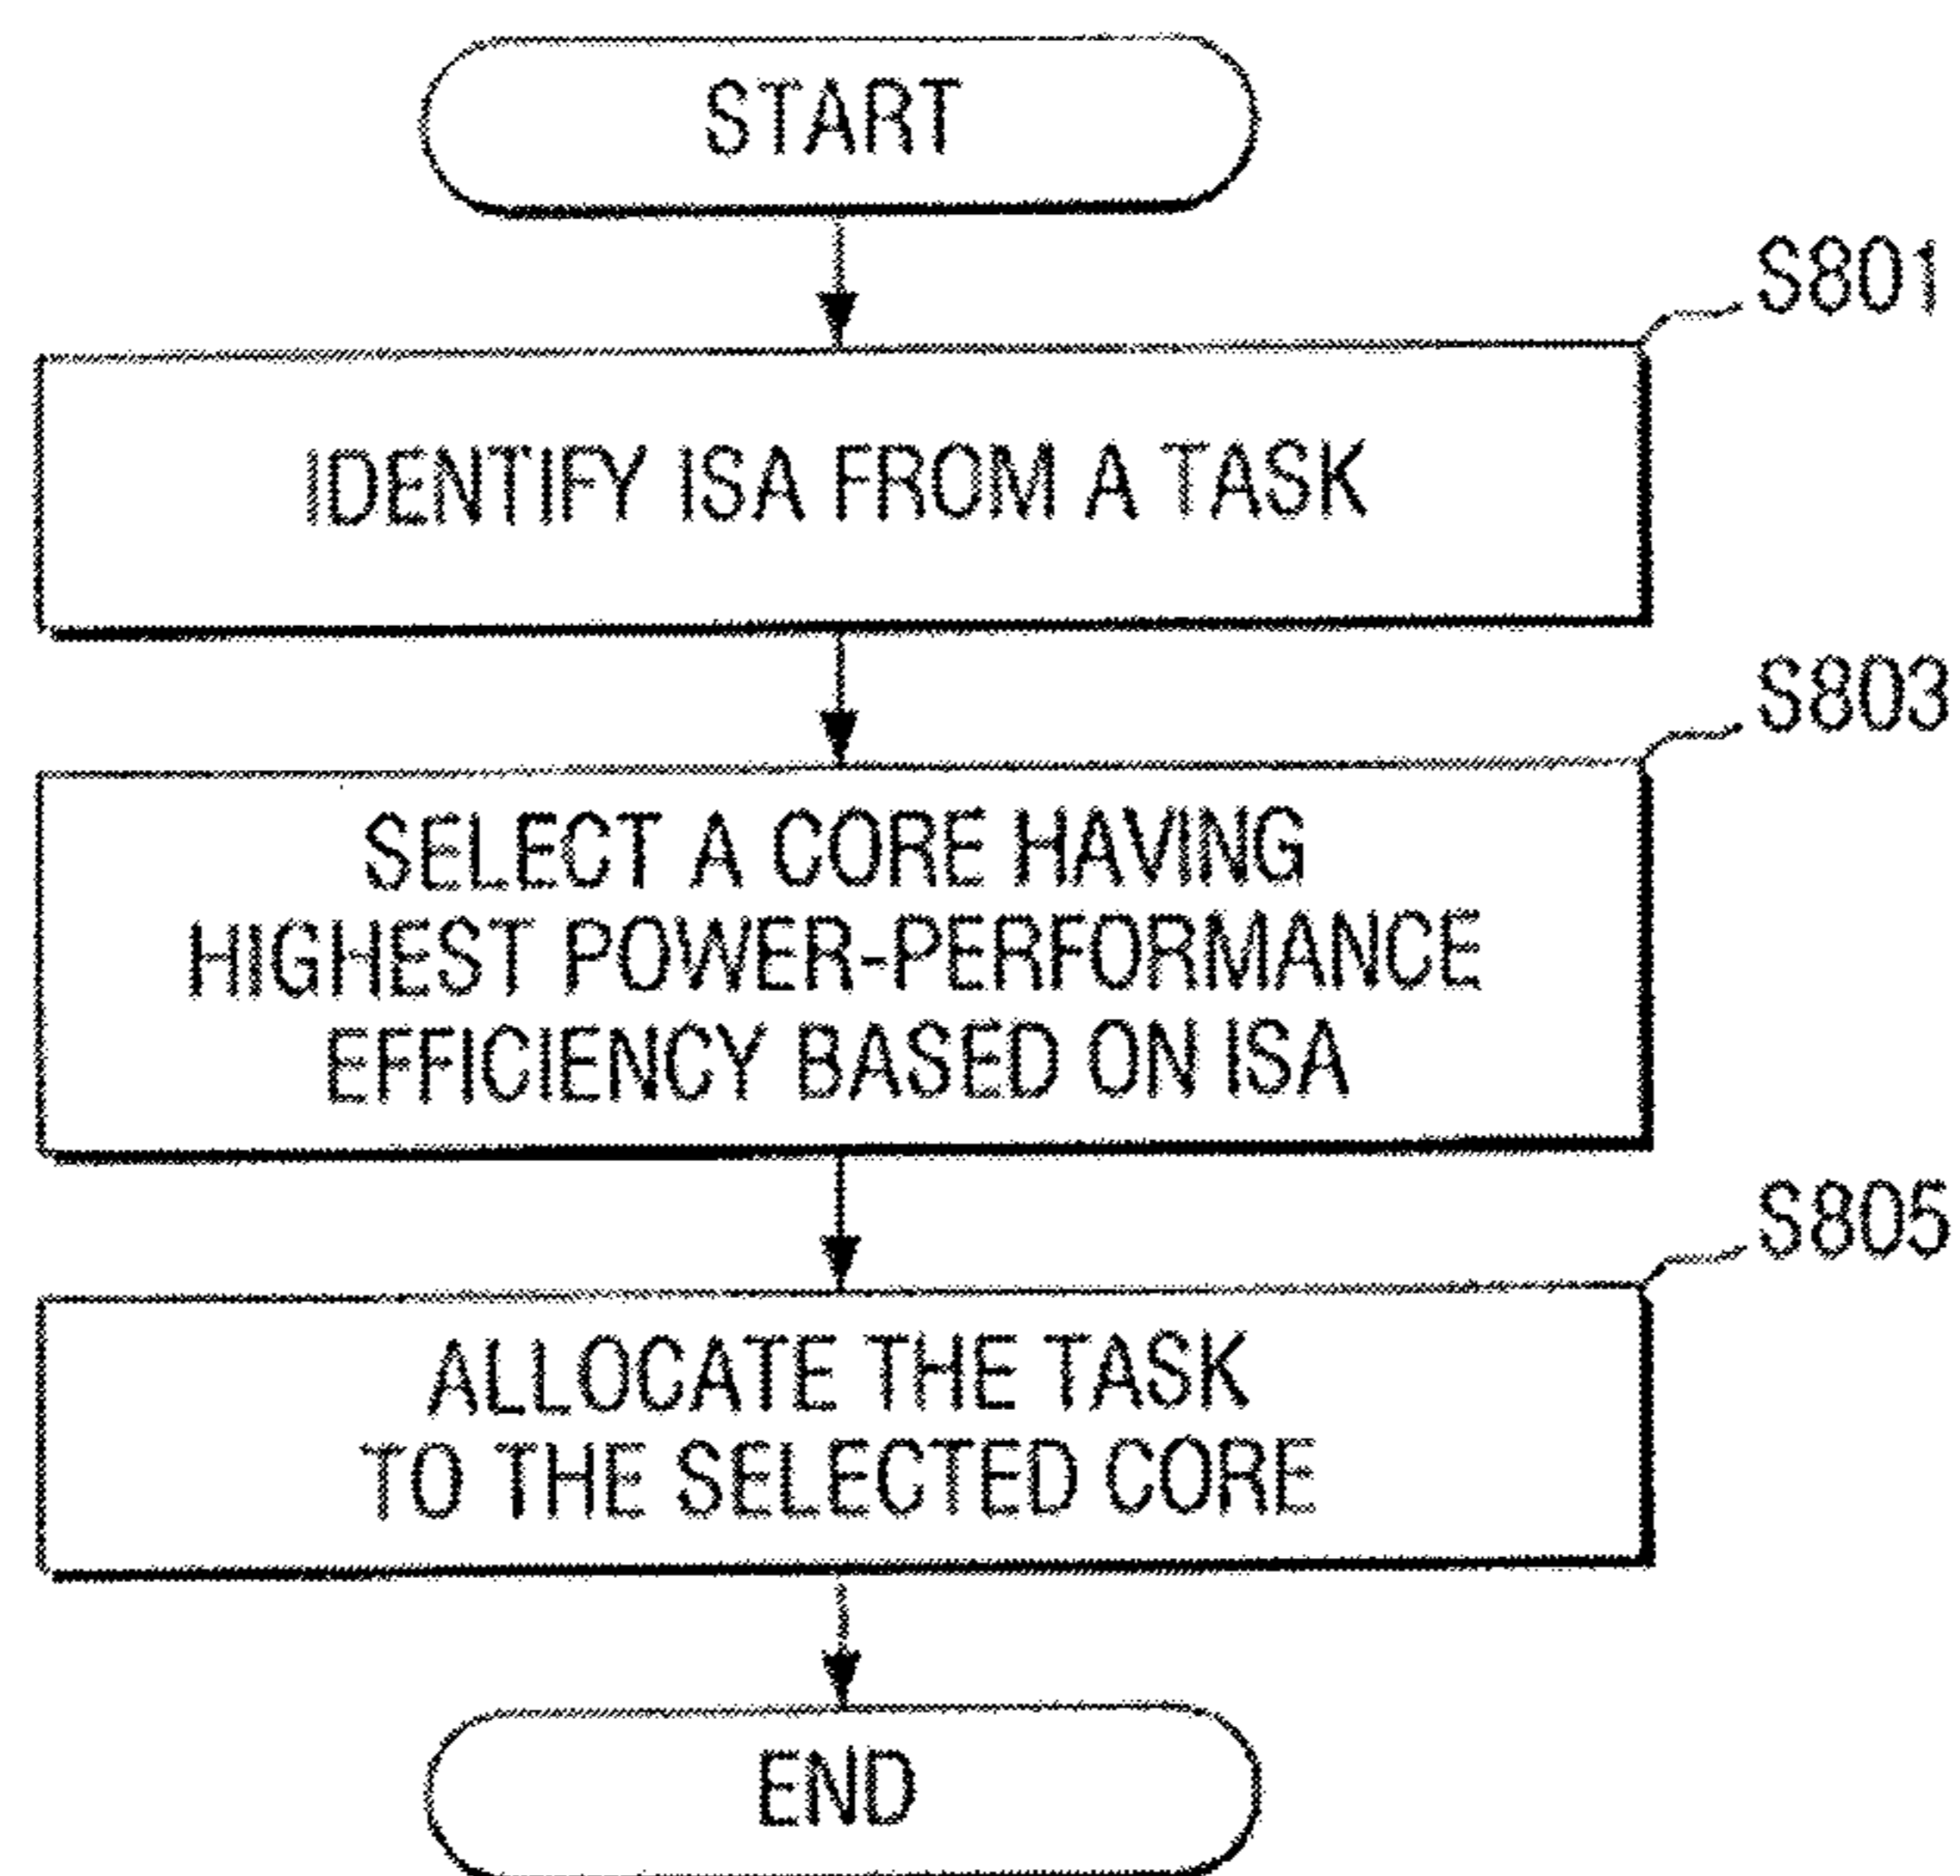 START
S801
IDENTIFY ISA FROM A TASK
S803
SELECT A CORE HAVING
HIGHEST POWER-PERFORMANCE
EFFICIENCY BASED ON ISA
S805
ALLOCATE THE TASK
TO THE SELECTED CORE
END